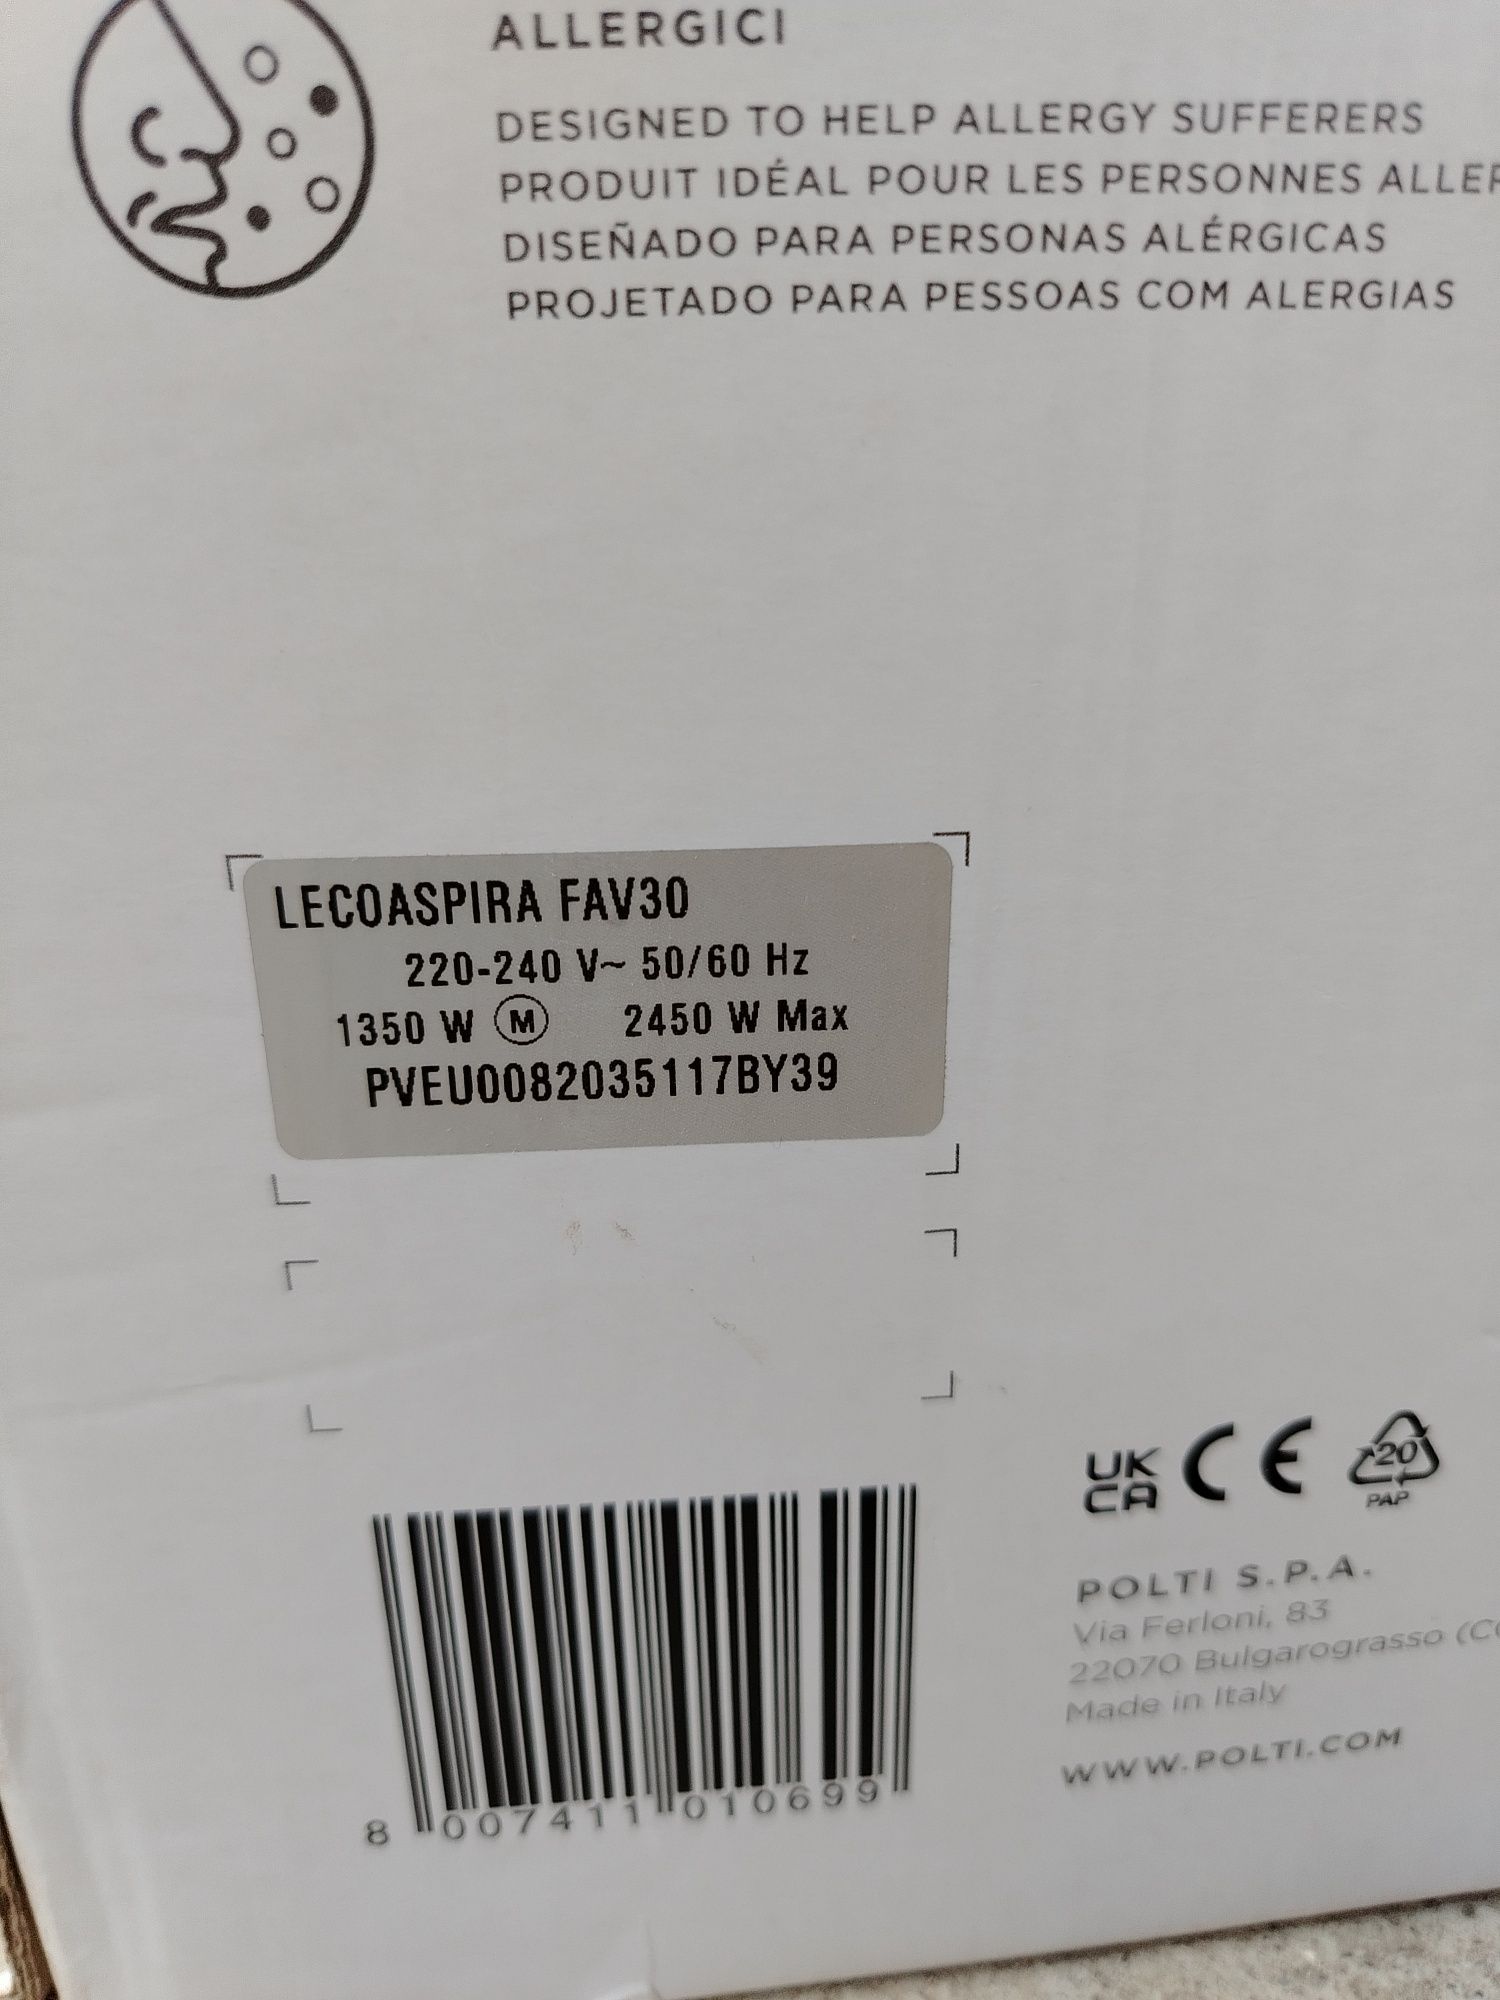 ALLERGICI
DESIGNED TO HELP ALLERGY SUFFERERS
PRODUIT IDÉAL POUR LES PERSONNES
DISEÑADO PARA PERSONAS ALÉRGICAS
PROJETADO PARA PESSOAS COM ALERGIAS
LECOASPIRA FAV30
220-240 V~ 50/60 Hz
1350 W M 2450 W Max
PVEU0082035117BY39
8 007411 010699
UK
CA CE 20
PAP
POLTI S.P.A.
Via Ferloni, 83
22070 Bulgarograsso
Made in Italy
WWW.POLTI.COM